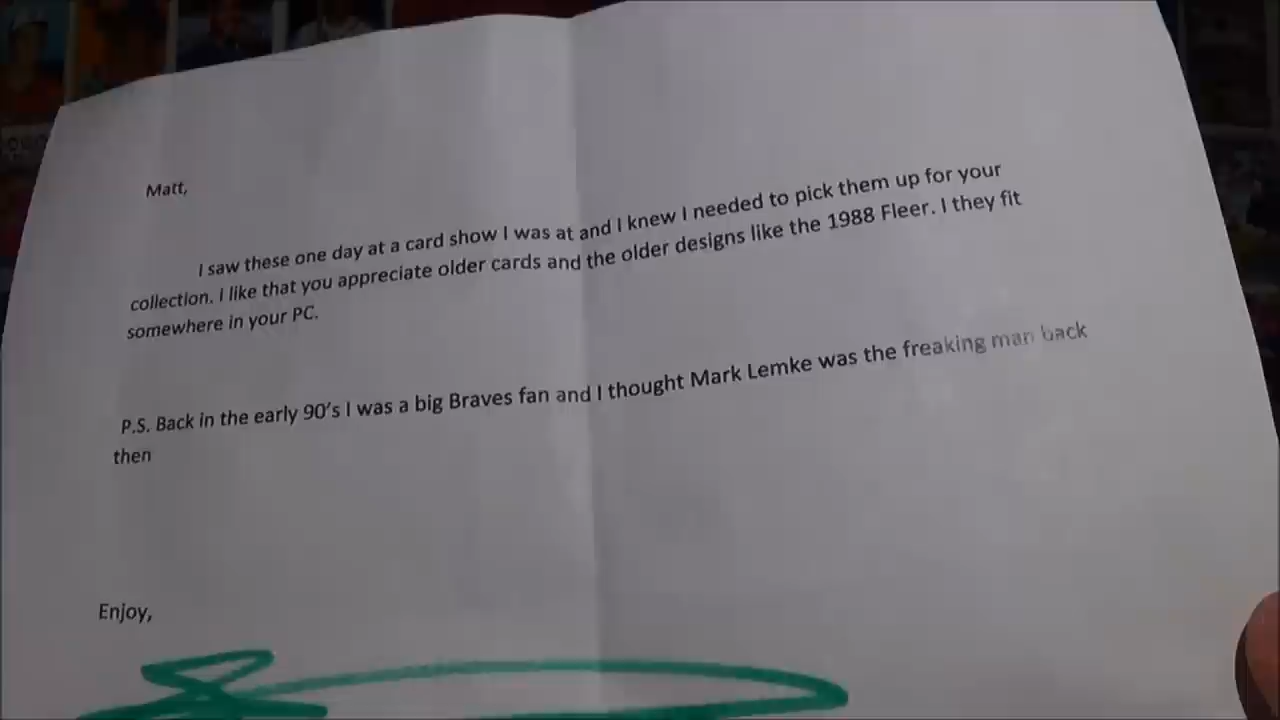 Matt,
I saw these one day at a card show I was at and I knew I needed to pick them up for your
collection. I like that you appreciate older cards and the older designs like the 1988 Fleer. I they fit
somewhere in your PC.
P.S. Back in the early 90's I was a big Braves fan and I thought Mark Lemke was the freaking man back
then
Enjoy,